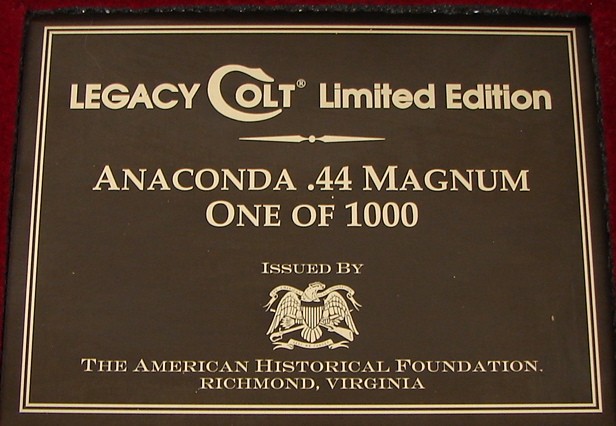 LEGACY COLT® Limited Edition
ANACONDA .44 MAGNUM
ONE OF 1000
ISSUED BY
THE AMERICAN HISTORICAL FOUNDATION.
RICHMOND, VIRGINIA